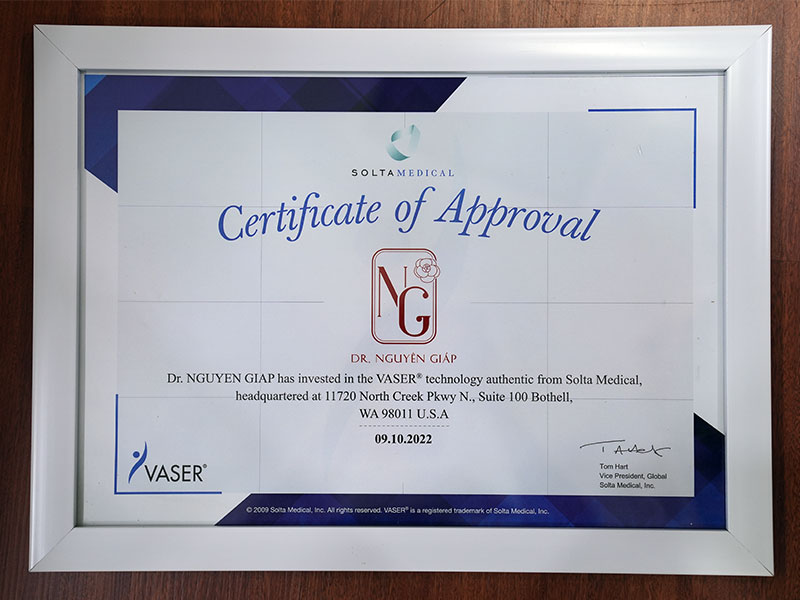 SOLTAMEDICAL
Certificate of Approval
NG
DR. NGUYÊN GIÁP
Dr. NGUYEN GIAP has invested in the VASER® technology authentic from Solta Medical,
headquartered at 11720 North Creek Pkwy N., Suite 100 Bothell,
WA 98011 U.S.A
09.10.2022
VASER®
Tom Hart
Vice President, Global
Solta Medical, Inc.
© 2009 Solta Medical, Inc. All rights reserved. VASER® is a registered trademark of Solta Medical, Inc.